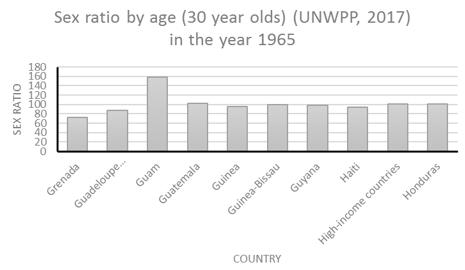 Sex ratio by age (30 year olds) (UNWPP, 2017)
in the year 1965
180
160
140
120
100
80
60
40
20
0
SEX RATIO
Grenada
Guadeloupe...
Guam
Guatemala
Guinea
Guinea-Bissau
Guyana
Haiti
High-income countries
Honduras
COUNTRY